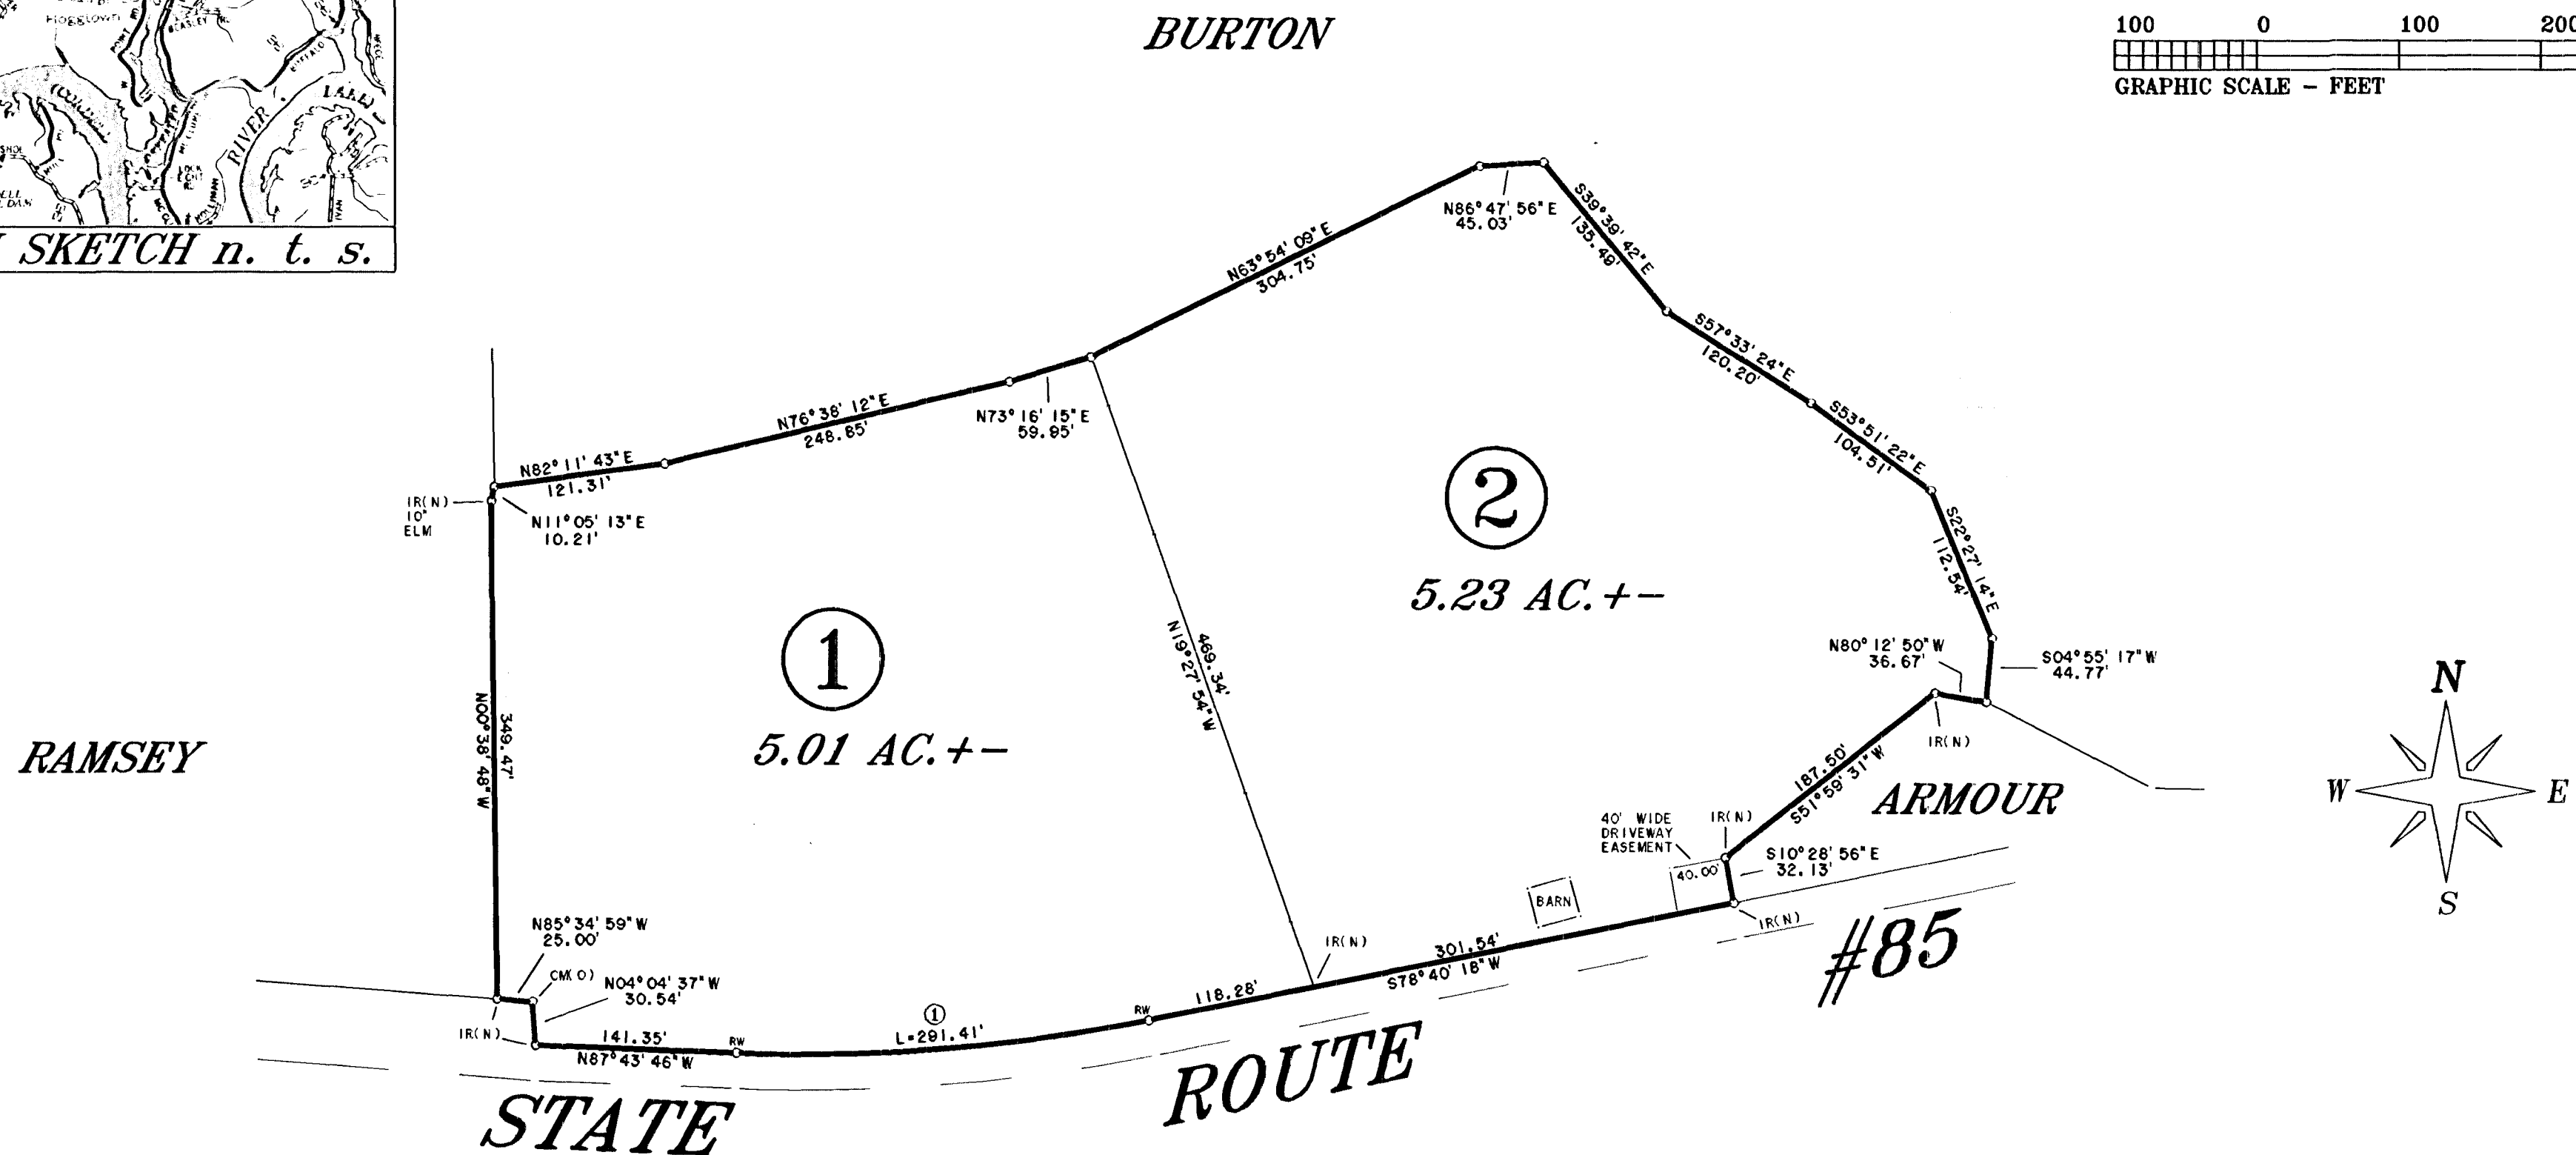 Hoggtown
RIVER
LAKE)
SKETCH n. t. s.
BURTON
100 0 100 200
GRAPHIC SCALE - FEET
N86°47'56"E
45.03'
N63°54'09"E
304.75'
S39°39'42"E
135.49'
S57°33'24"E
120.20'
S53°51'22"E
104.51'
S22°27'14"E
112.54'
N76°38'12"E
248.85'
N73°16'15"E
59.95'
N82°11'43"E
121.31'
IR(N)
10"
ELM
N11°05'13"E
10.21'
2
5.23 AC.+-
1
5.01 AC.+-
469.34'
N19°27'54"W
349.47'
N00°38'48"W
N80°12'50"W
36.67'
S04°55'17"W
44.77'
IR(N)
187.50'
S51°59'31"W
RAMSEY
ARMOUR
N
W E
S
40' WIDE
DRIVEWAY
EASEMENT
IR(N)
S10°28'56"E
32.13'
40.00'
BARN
IR(N)
N85°34'59"W
25.00'
CM(O)
N04°04'37"W
30.54'
IR(N)
141.35'
N87°43'46"W
RW
1
L=291.41'
RW
118.28'
IR(N)
301.54'
S78°40'18"W
STATE ROUTE #85